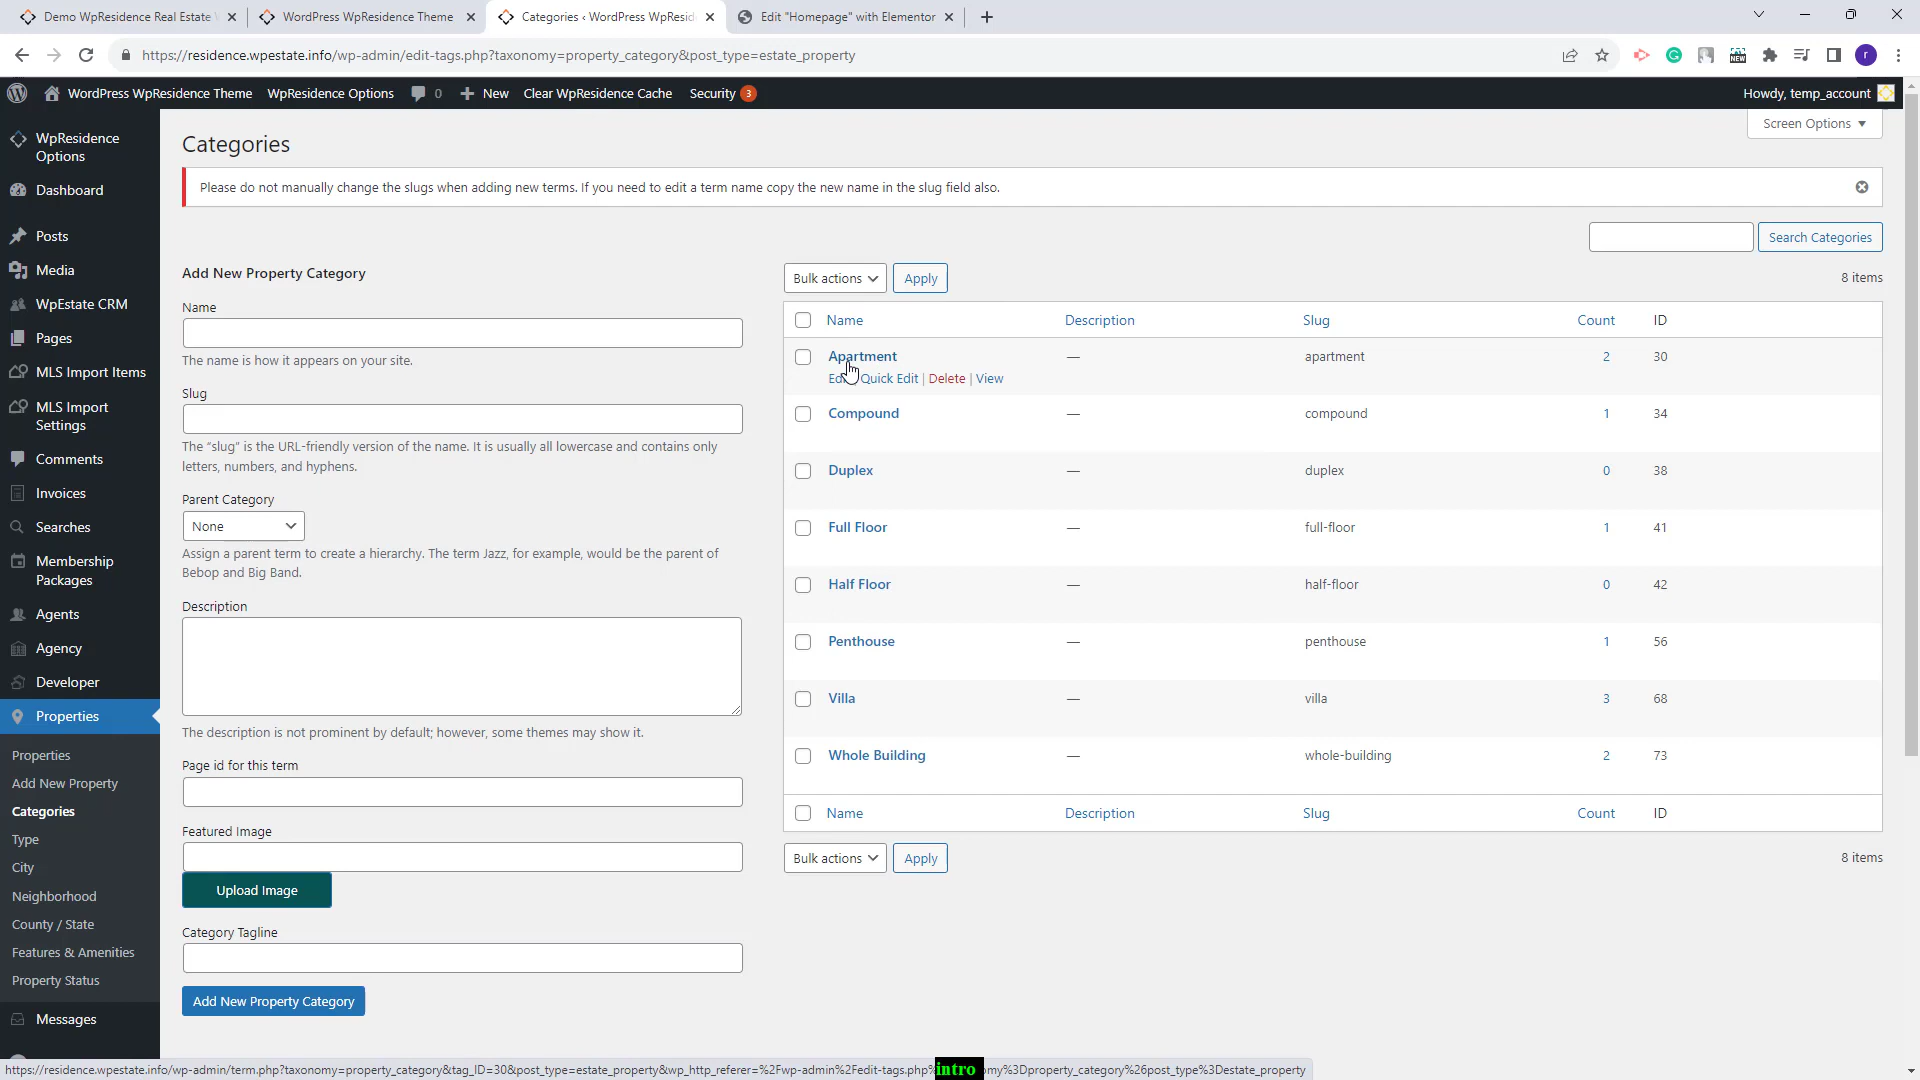 Demo WpResidence Real Estate
WordPress WpResidence Theme
Categories ‹ WordPress WpResid
Edit "Homepage" with Elementor
https://residence.wpestate.info/wp-admin/edit-tags.php?taxonomy=property_category&post_type=estate_property
NEW
r
WordPress WpResidence Theme
WpResidence Options
0
New
Clear WpResidence Cache
Security 3
Howdy, temp_account
Screen Options
WpResidence
Options
Dashboard
Posts
Media
WpEstate CRM
Pages
MLS Import Items
MLS Import
Settings
Comments
Invoices
Searches
Membership
Packages
Agents
Agency
Developer
Properties
Properties
Add New Property
Categories
Type
City
Neighborhood
County / State
Features & Amenities
Property Status
Messages
Categories
Please do not manually change the slugs when adding new terms. If you need to edit a term name copy the new name in the slug field also.
Search Categories
Add New Property Category
Name
The name is how it appears on your site.
Slug
The “slug” is the URL-friendly version of the name. It is usually all lowercase and contains only
letters, numbers, and hyphens.
Parent Category
None
Assign a parent term to create a hierarchy. The term Jazz, for example, would be the parent of
Bebop and Big Band.
Description
The description is not prominent by default; however, some themes may show it.
Page id for this term
Featured Image
Upload Image
Category Tagline
Add New Property Category
Bulk actions
Apply
8 items
Name Description Slug Count ID
Apartment — apartment 2 30
Edit Quick Edit | Delete | View
Compound — compound 1 34
Duplex — duplex 0 38
Full Floor — full-floor 1 41
Half Floor — half-floor 0 42
Penthouse — penthouse 1 56
Villa — villa 3 68
Whole Building — whole-building 2 73
Name Description Slug Count ID
Bulk actions
Apply
8 items
https://residence.wpestate.info/wp-admin/term.php?taxonomy=property_category&tag_ID=30&post_type=estate_property&wp_http_referer=%2Fwp-admin%2Fedit-tags.php% intro my%3Dproperty_category%26post_type%3Destate_property